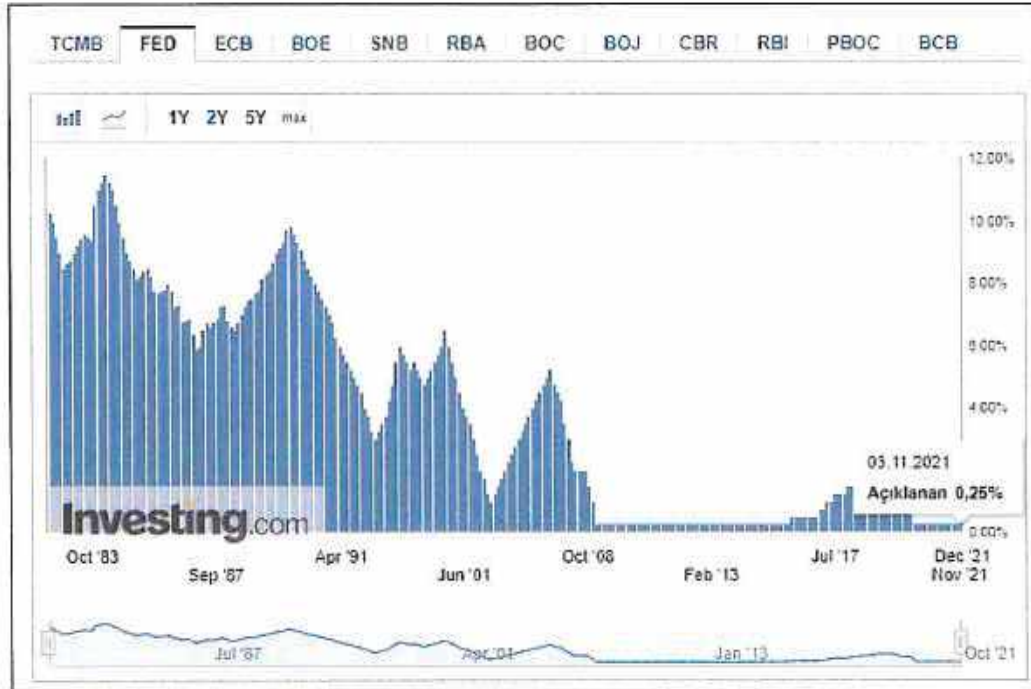 TCMB FED ECB BOE SNB RBA BOC BOJ CBR RBI PBOC BCB
1Y 2Y 5Y max
12.00%
10.00%
8.00%
6.00%
4.00%
03.11.2021
Açıklanan 0,25%
0.00%
Investing.com
Oct '83 Apr '91 Oct '08 Jul '17 Dec '21
Sep '87 Jun '01 Feb '13 Nov '21
Jul '87 Apr '01 Jan '13 Oct '21